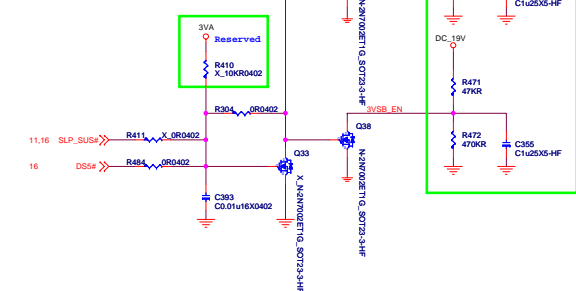 C1u25X5-HF
N-2N7002ET1G_SOT23-3-HF
3VA
Reserved
R410
X_10KR0402
DC_19V
R471
47KR
R304
0R0402
3VSB_EN
Q38
N-2N7002ET1G_SOT23-3-HF
11,16
SLP_SUS#
R411
X_0R0402
R472
470KR
C355
C1u25X5-HF
16
DS5#
R484
0R0402
Q33
X_N-2N7002ET1G_SOT23-3-HF
C393
C0.01u16X0402